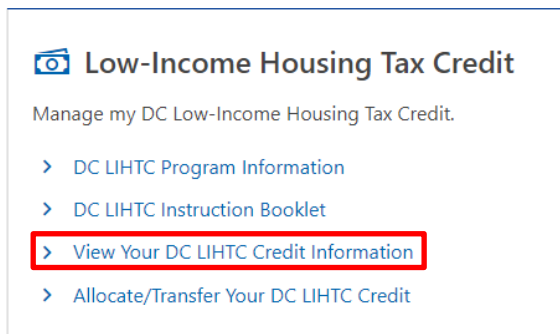 Low-Income Housing Tax Credit
Manage my DC Low-Income Housing Tax Credit.
> DC LIHTC Program Information
> DC LIHTC Instruction Booklet
> View Your DC LIHTC Credit Information
> Allocate/Transfer Your DC LIHTC Credit